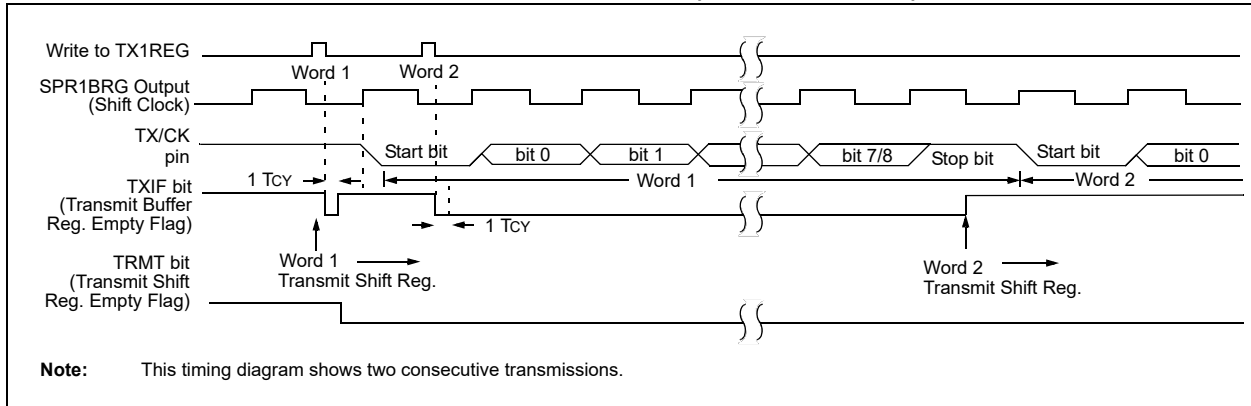 Write to TX1REG
Word 1
Word 2
SPR1BRG Output
(Shift Clock)
TX/CK
pin
Start bit
bit 0
bit 1
bit 7/8
Stop bit
Start bit
bit 0
1 TCY
Word 1
Word 2
TXIF bit
(Transmit Buffer
Reg. Empty Flag)
1 TCY
Word 1
Transmit Shift Reg.
Word 2
Transmit Shift Reg.
TRMT bit
(Transmit Shift
Reg. Empty Flag)
Note: This timing diagram shows two consecutive transmissions.